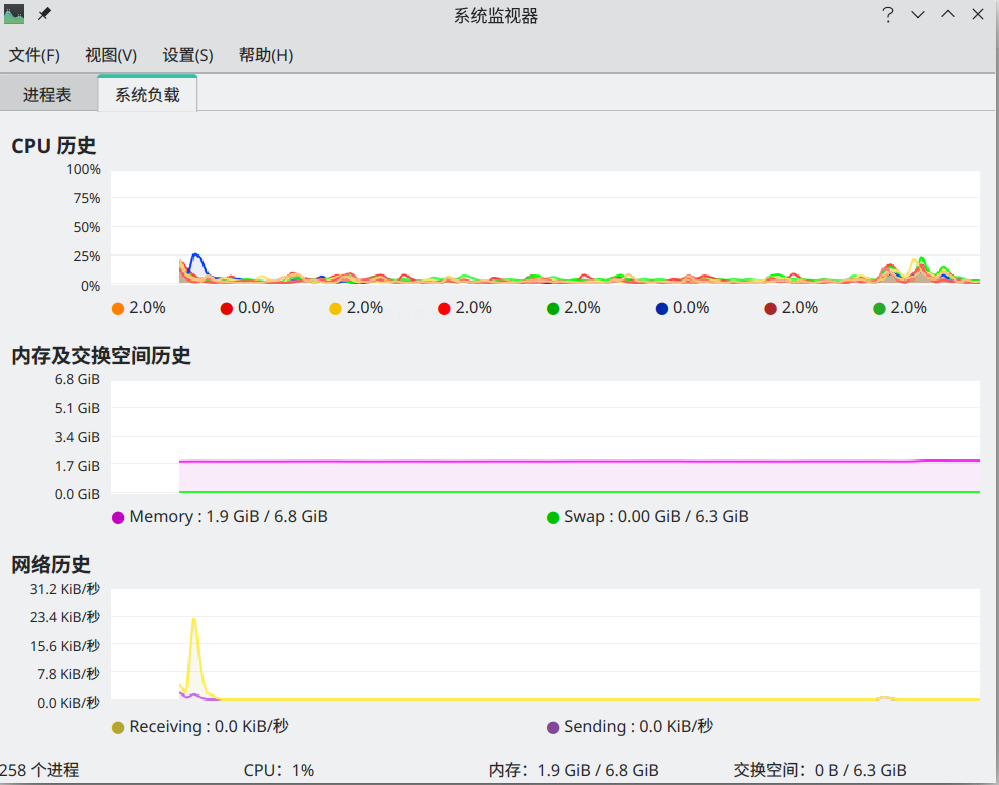 系统监视器
文件(F) 视图(V) 设置(S) 帮助(H)
进程表 系统负载
CPU 历史
100%
75%
50%
25%
0%
2.0% 0.0% 2.0% 2.0% 2.0% 0.0% 2.0% 2.0%
内存及交换空间历史
6.8 GiB
5.1 GiB
3.4 GiB
1.7 GiB
0.0 GiB
Memory : 1.9 GiB / 6.8 GiB Swap : 0.00 GiB / 6.3 GiB
网络历史
31.2 KiB/秒
23.4 KiB/秒
15.6 KiB/秒
7.8 KiB/秒
0.0 KiB/秒
Receiving : 0.0 KiB/秒 Sending : 0.0 KiB/秒
258 个进程 CPU：1% 内存：1.9 GiB / 6.8 GiB 交换空间：0 B / 6.3 GiB